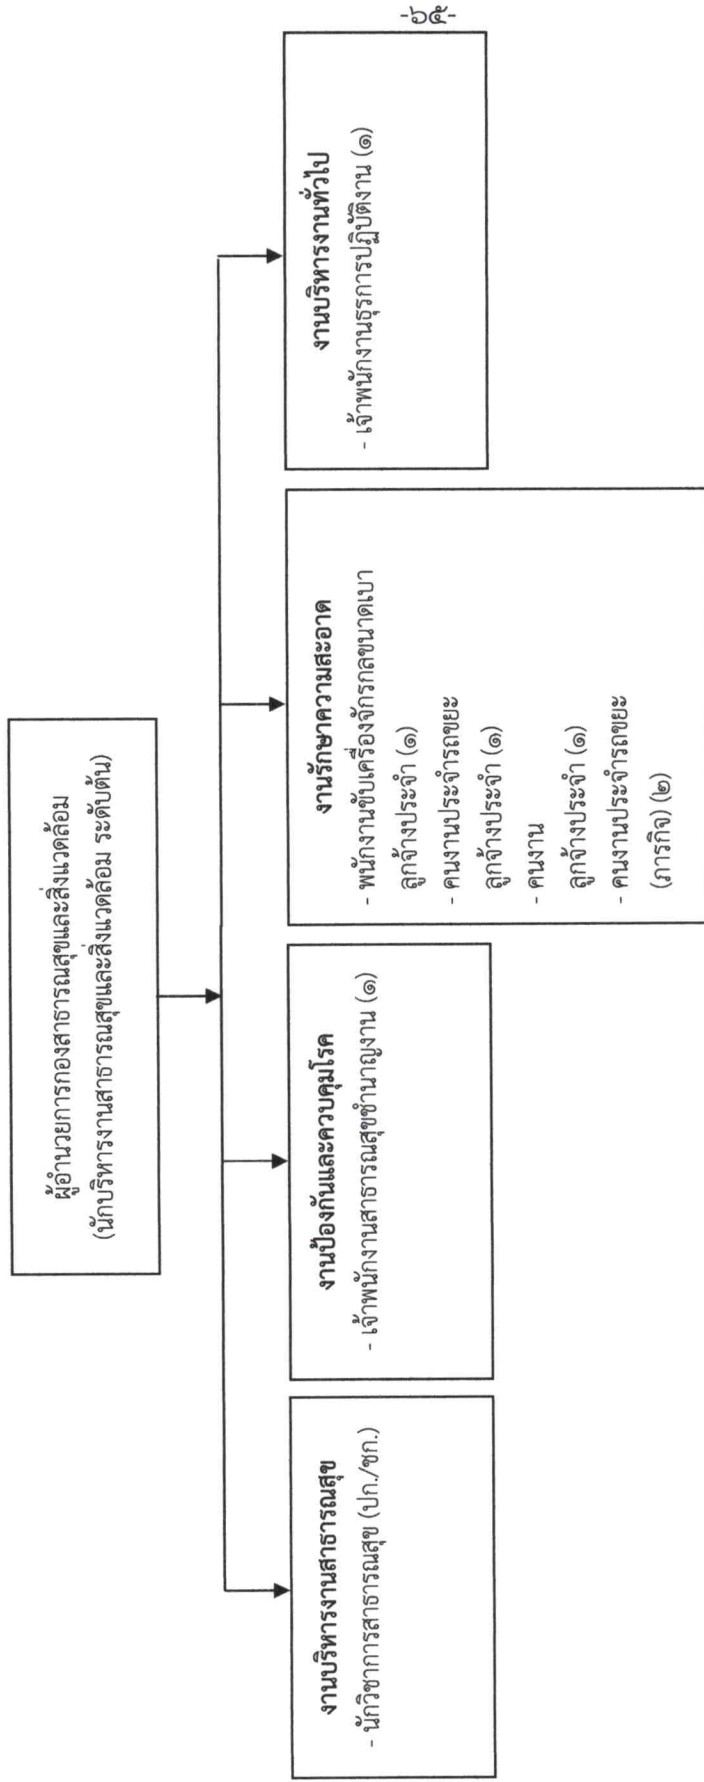 -๖๕-
ผู้อำนวยการกองสาธารณสุขและสิ่งแวดล้อม
(นักบริหารงานสาธารณสุขและสิ่งแวดล้อม ระดับต้น)
งานบริหารงานสาธารณสุข
- นักวิชาการสาธารณสุข (ปก./ชก.)
งานป้องกันและควบคุมโรค
- เจ้าพนักงานสาธารณสุขชำนาญงาน (๑)
งานรักษาความสะอาด
- พนักงานขับเครื่องจักรกลขนาดเบา
ลูกจ้างประจำ (๑)
- คนงานประจำรถขยะ
ลูกจ้างประจำ (๑)
- คนงาน
ลูกจ้างประจำ (๑)
- คนงานประจำรถขยะ
(ภารกิจ) (๒)
งานบริหารงานทั่วไป
- เจ้าพนักงานธุรการปฏิบัติงาน (๑)